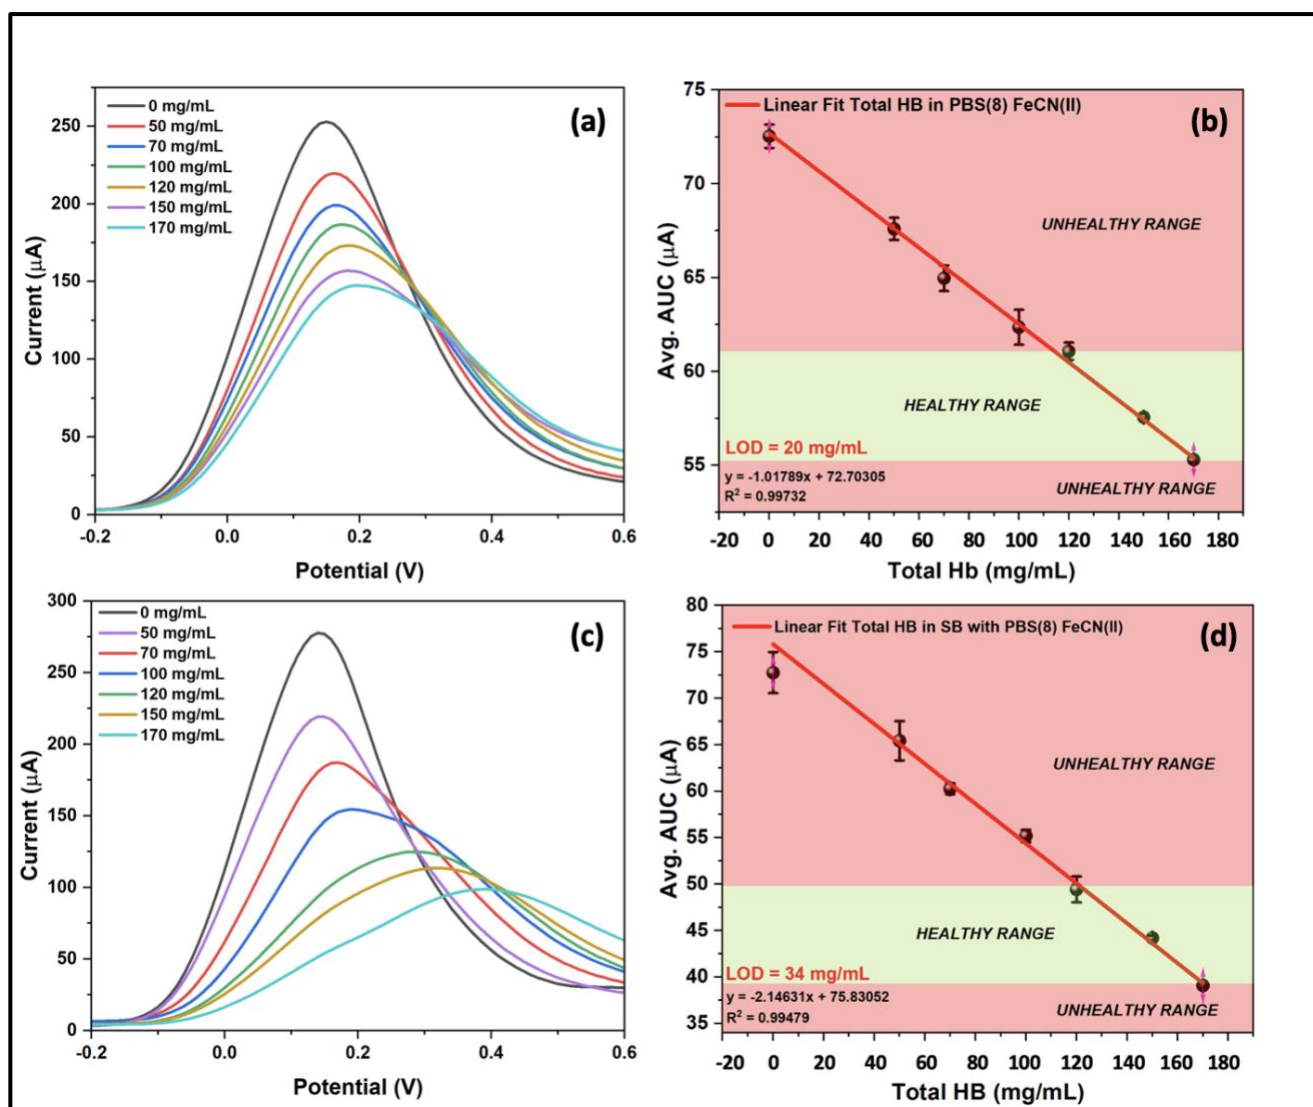 (a)
0 mg/mL
50 mg/mL
70 mg/mL
100 mg/mL
120 mg/mL
150 mg/mL
170 mg/mL
Current (μA)
250
200
150
100
50
0
-0.2 0.0 0.2 0.4 0.6
Potential (V)
(b)
Linear Fit Total HB in PBS(8) FeCN(II)
Avg. AUC (μA)
75
70
65
60
55
UNHEALTHY RANGE
HEALTHY RANGE
LOD = 20 mg/mL
y = -1.01789x + 72.70305
R² = 0.99732
UNHEALTHY RANGE
-20 0 20 40 60 80 100 120 140 160 180
Total Hb (mg/mL)
(c)
0 mg/mL
50 mg/mL
70 mg/mL
100 mg/mL
120 mg/mL
150 mg/mL
170 mg/mL
Current (μA)
300
250
200
150
100
50
0
-0.2 0.0 0.2 0.4 0.6
Potential (V)
(d)
Linear Fit Total HB in SB with PBS(8) FeCN(II)
Avg. AUC (μA)
80
75
70
65
60
55
50
45
40
35
UNHEALTHY RANGE
HEALTHY RANGE
LOD = 34 mg/mL
y = -2.14631x + 75.83052
R² = 0.99479
UNHEALTHY RANGE
-20 0 20 40 60 80 100 120 140 160 180
Total HB (mg/mL)